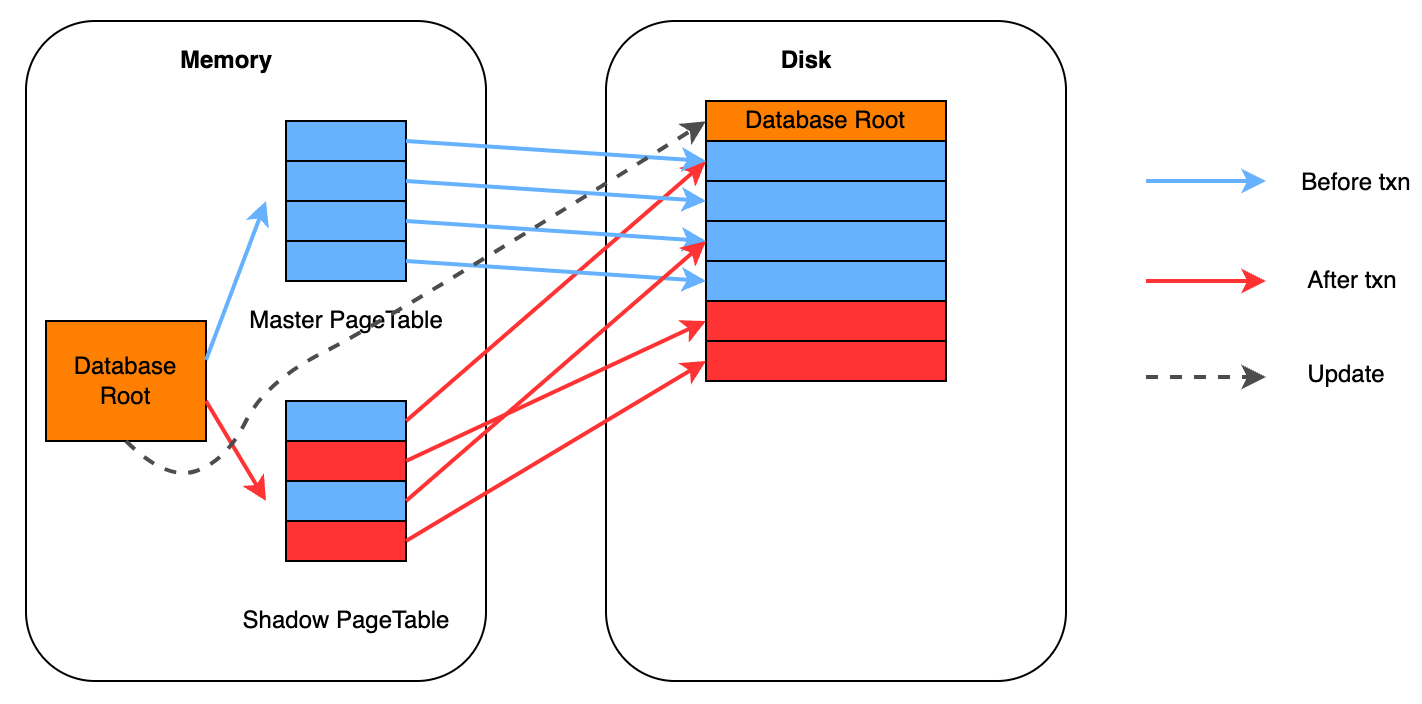 Memory
Disk
Database Root
Before txn
After txn
Master PageTable
Database
Root
Update
Shadow PageTable